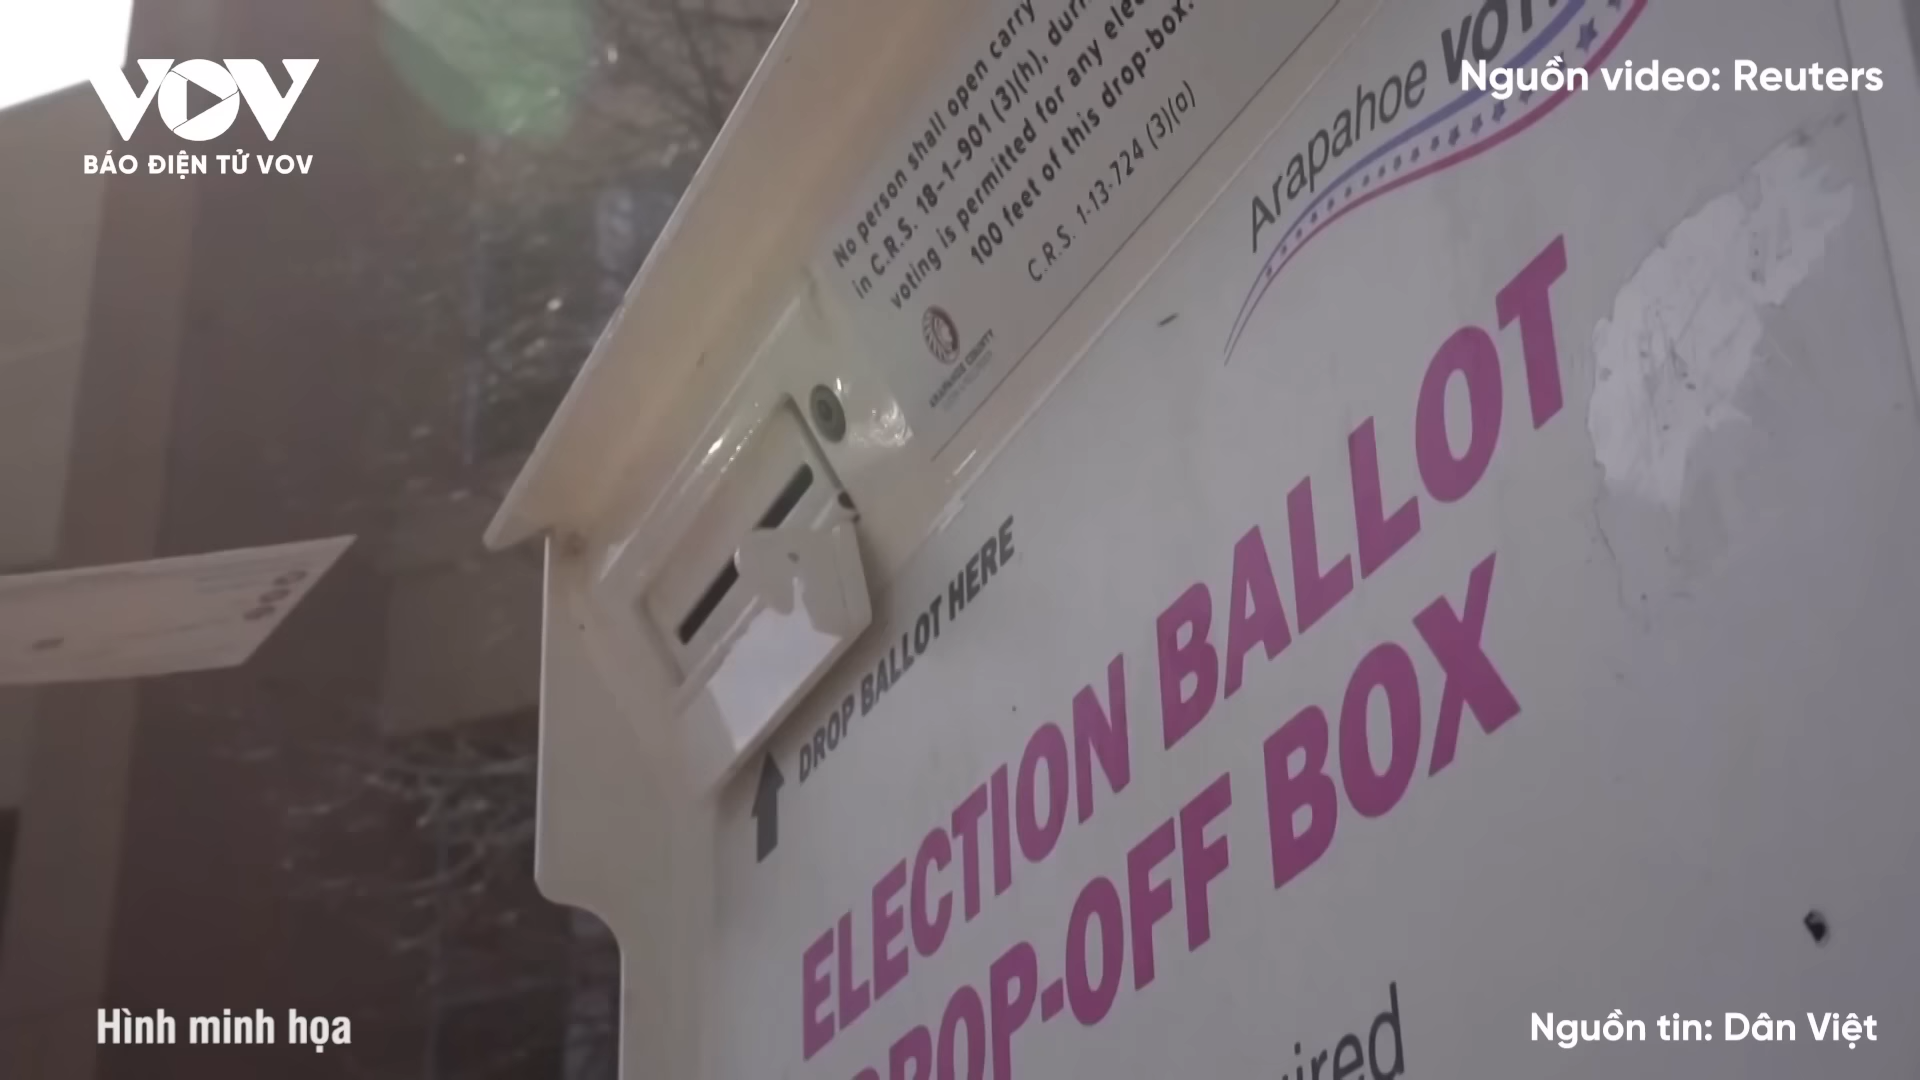 VOV
BÁO ĐIỆN TỬ VOV
Nguồn video: Reuters
No person shall open carry
in C.R.S. 18-1-901 (3)(h),
voting is permitted for any
100 feet of this drop-box.
C.R.S. 1-13-724 (3)(a)
ARAPAHOE COUNTY
Arapahoe
DROP BALLOT HERE
ELECTION BALLOT
DROP-OFF BOX
Hình minh họa
Nguồn tin: Dân Việt